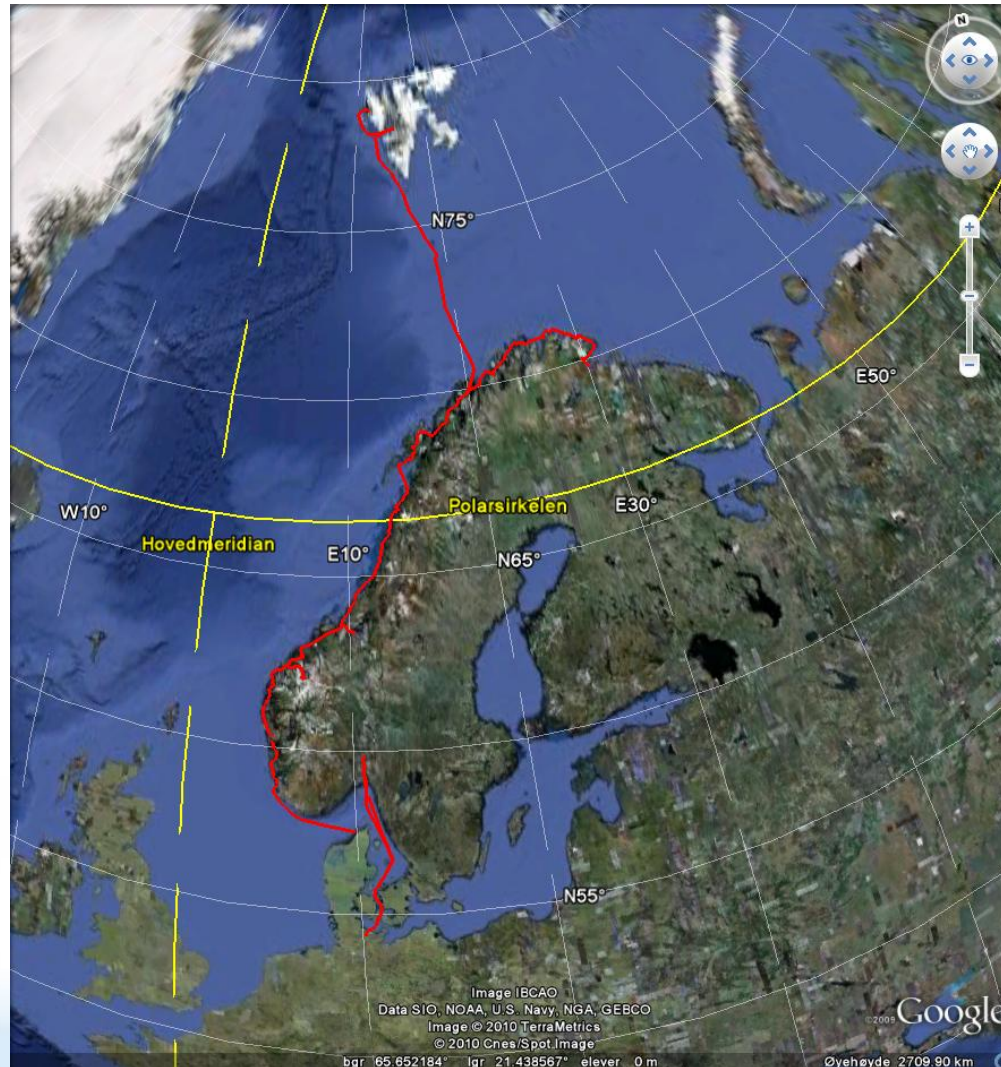 N
N75°
E50°
W10°
Polarsirkelen
E30°
Hovedmeridian
E10°
N65°
N55°
Image IBCAO
Data SIO, NOAA, U.S. Navy, NGA, GEBCO
Image © 2010 TerraMetrics
© 2010 Cnes/Spot Image
©2009 Google
bgr 65.652184° lgr 21.438567° elever 0 m Øyehøyde 2709.90 km